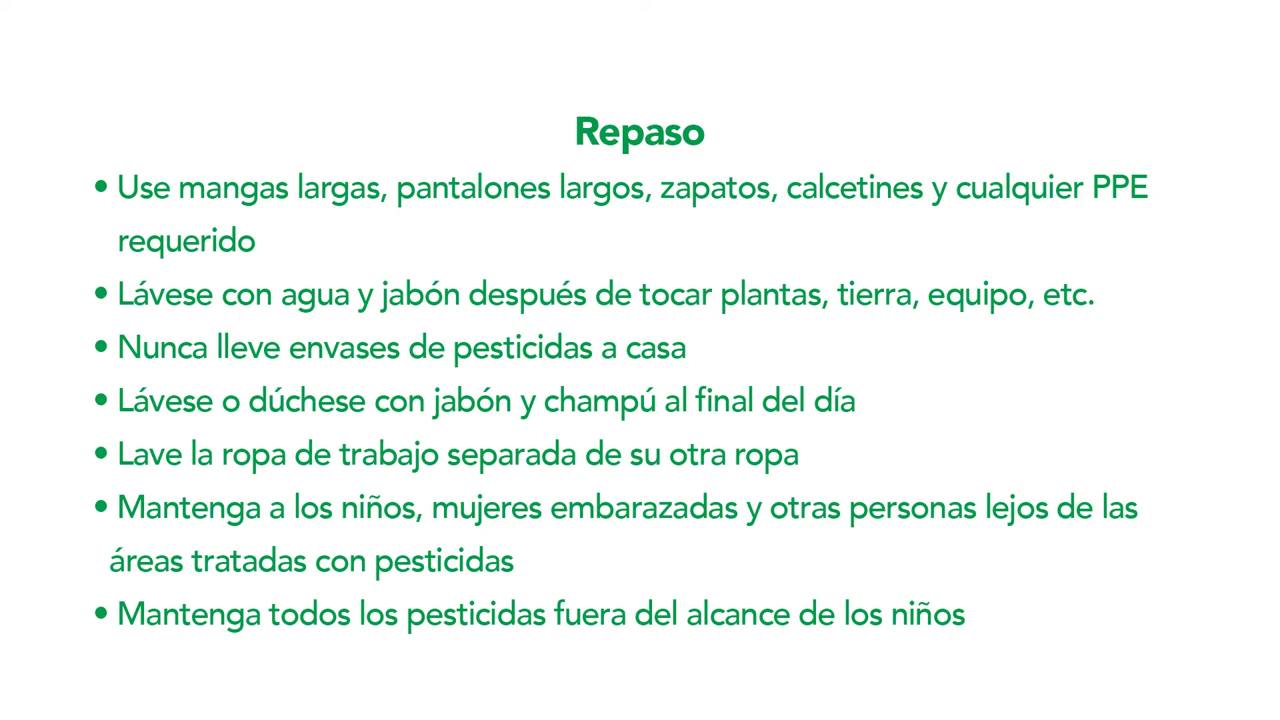 Repaso
• Use mangas largas, pantalones largos, zapatos, calcetines y cualquier PPE
requerido
• Lávese con agua y jabón después de tocar plantas, tierra, equipo, etc.
• Nunca lleve envases de pesticidas a casa
• Lávese o dúchese con jabón y champú al final del día
• Lave la ropa de trabajo separada de su otra ropa
• Mantenga a los niños, mujeres embarazadas y otras personas lejos de las
áreas tratadas con pesticidas
• Mantenga todos los pesticidas fuera del alcance de los niños